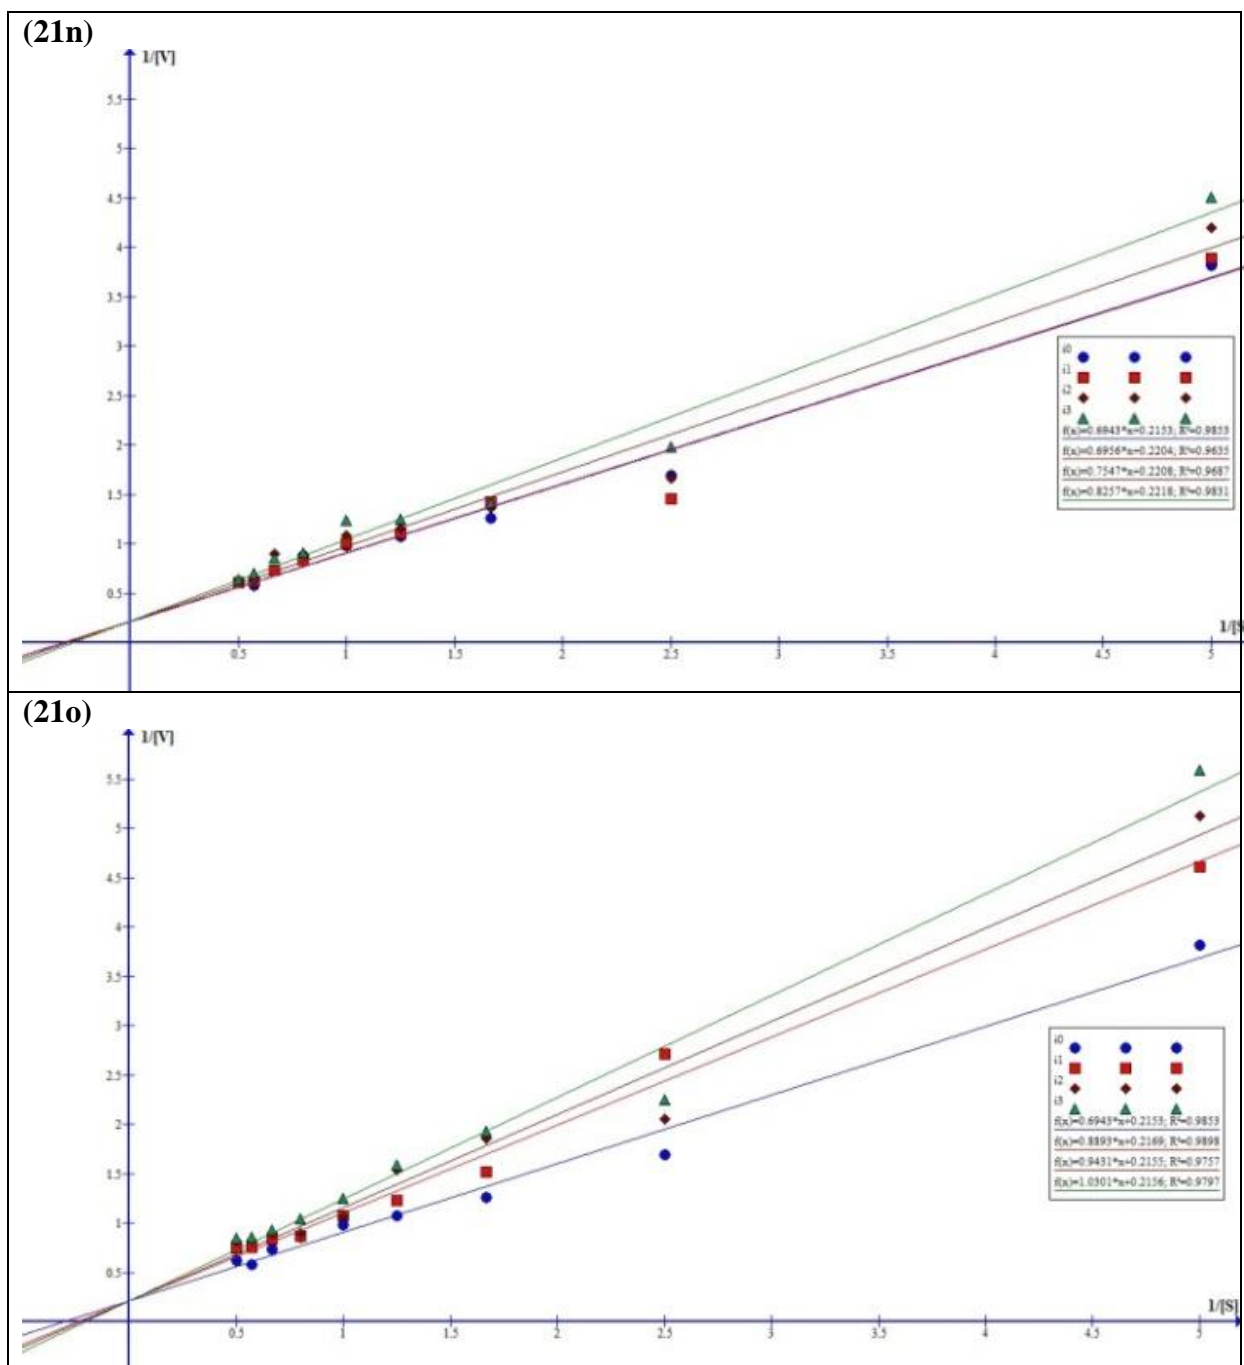 (21n)
1/[V]
5.5
5
4.5
4
3.5
3
2.5
2
1.5
1
0.5
0.5 1 1.5 2 2.5 3 3.5 4 4.5 5
1/[S
i0
i1
i2
i3
f(x)=0.6943*x+0.2153; R²=0.9853
f(x)=0.6956*x+0.2204; R²=0.9635
f(x)=0.7547*x+0.2208; R²=0.9687
f(x)=0.8257*x+0.2218; R²=0.9831
(21o)
1/[V]
5.5
5
4.5
4
3.5
3
2.5
2
1.5
1
0.5
0.5 1 1.5 2 2.5 3 3.5 4 4.5 5
1/[S]
i0
i1
i2
i3
f(x)=0.6943*x+0.2153; R²=0.9853
f(x)=0.8893*x+0.2169; R²=0.9898
f(x)=0.9431*x+0.2155; R²=0.9757
f(x)=1.0301*x+0.2156; R²=0.9797